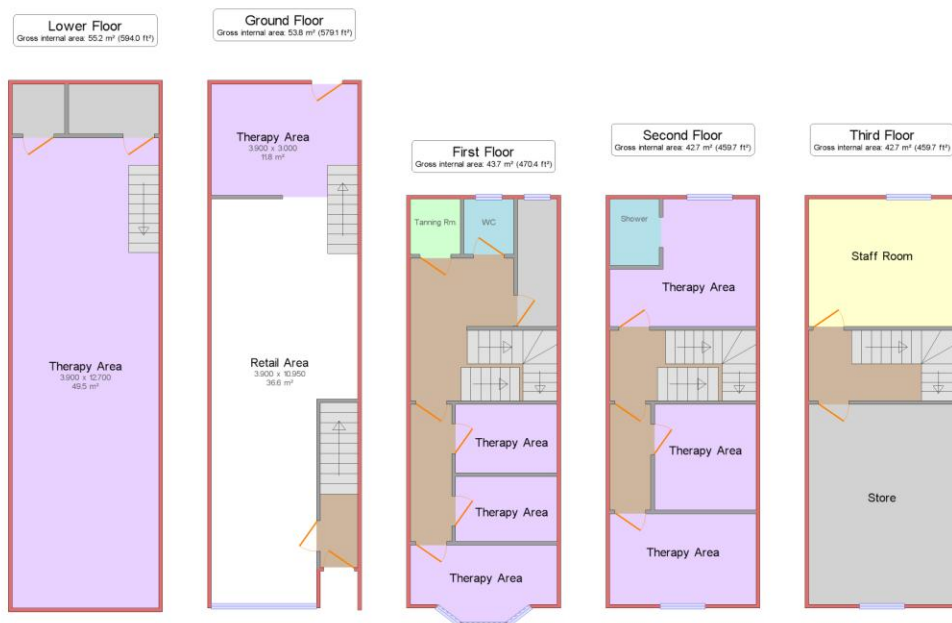 Lower Floor
Gross internal area: 55.2 m² (594.0 ft²)
Therapy Area
3.900 x 12.700
49.5 m²
Ground Floor
Gross internal area: 53.8 m² (579.1 ft²)
Therapy Area
3.900 x 3.000
11.8 m²
Retail Area
3.900 x 10.950
36.6 m²
First Floor
Gross internal area: 43.7 m² (470.4 ft²)
Tanning Rm
WC
Therapy Area
Therapy Area
Therapy Area
Second Floor
Gross internal area: 42.7 m² (459.7 ft²)
Shower
Therapy Area
Therapy Area
Therapy Area
Third Floor
Gross internal area: 42.7 m² (459.7 ft²)
Staff Room
Store